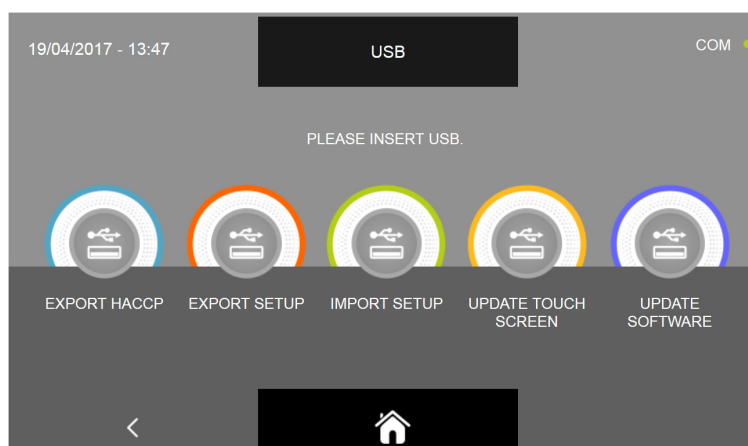 19/04/2017 - 13:47
USB
COM
PLEASE INSERT USB.
EXPORT HACCP
EXPORT SETUP
IMPORT SETUP
UPDATE TOUCH
SCREEN
UPDATE
SOFTWARE